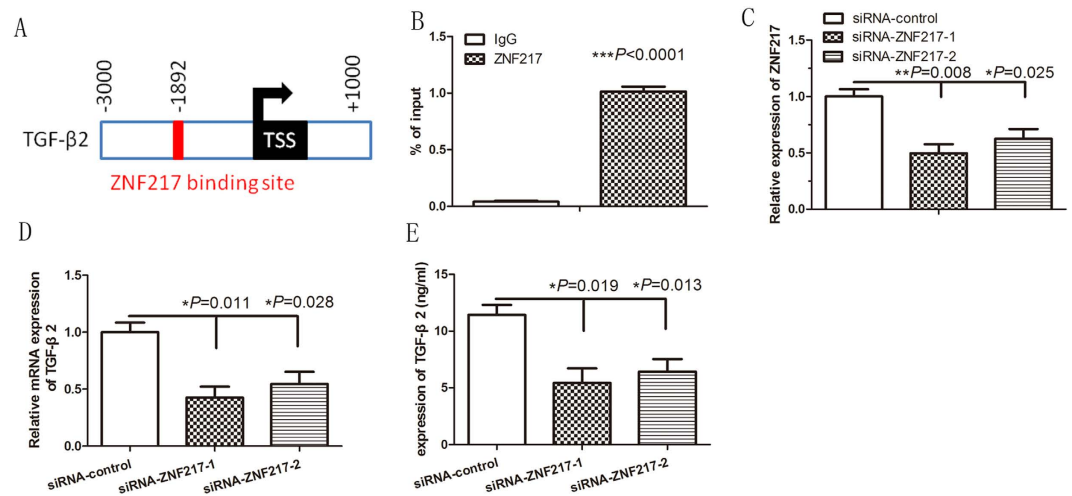 A
-3000
-1892
+1000
TGF-β2
TSS
ZNF217 binding site
B
IgG
ZNF217
***P<0.0001
% of input
1.5
1.0
0.5
0.0
C
siRNA-control
siRNA-ZNF217-1
siRNA-ZNF217-2
**P=0.008
*P=0.025
Relative expression of ZNF217
1.5
1.0
0.5
0.0
D
Relative mRNA expression
of TGF-β 2
1.5
1.0
0.5
0.0
*P=0.011
*P=0.028
siRNA-control
siRNA-ZNF217-1
siRNA-ZNF217-2
E
expression of TGF-β 2 (ng/ml)
15
10
5
0
*P=0.019
*P=0.013
siRNA-control
siRNA-ZNF217-1
siRNA-ZNF217-2